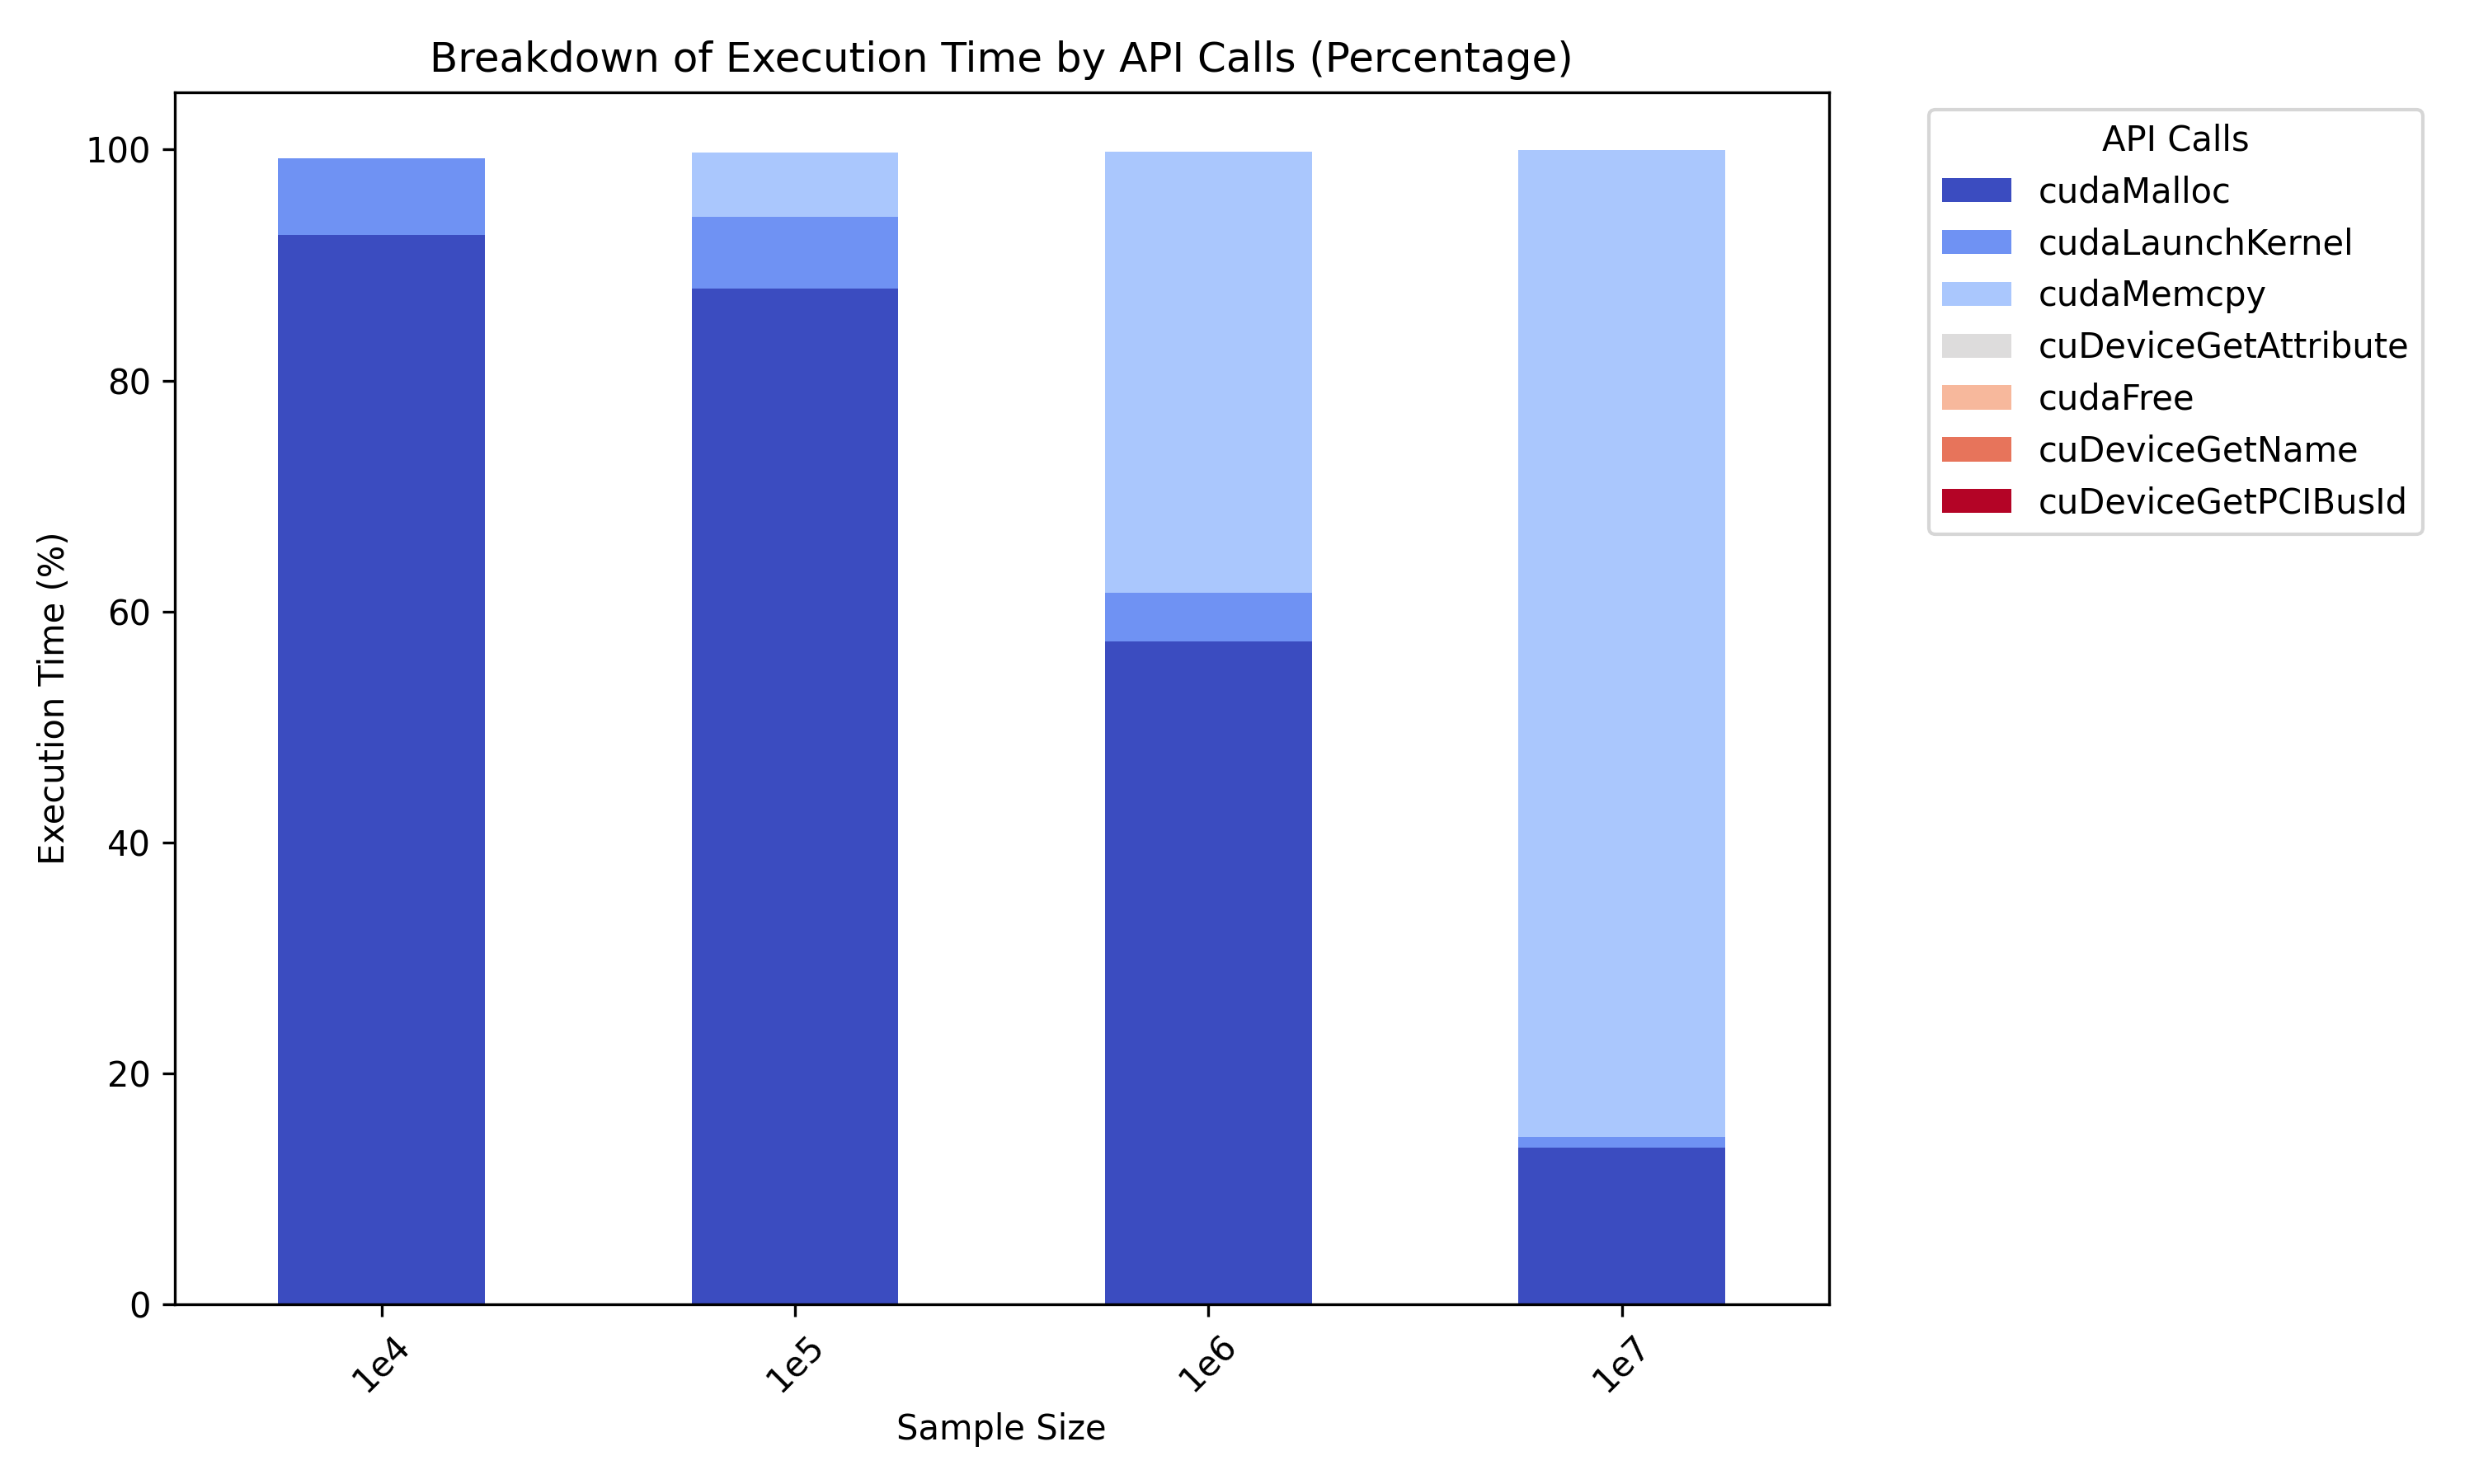 Breakdown of Execution Time by API Calls (Percentage)
100
80
60
40
20
0
Execution Time (%)
1e4
1e5
1e6
1e7
Sample Size
API Calls
cudaMalloc
cudaLaunchKernel
cudaMemcpy
cuDeviceGetAttribute
cudaFree
cuDeviceGetName
cuDeviceGetPCIBusId